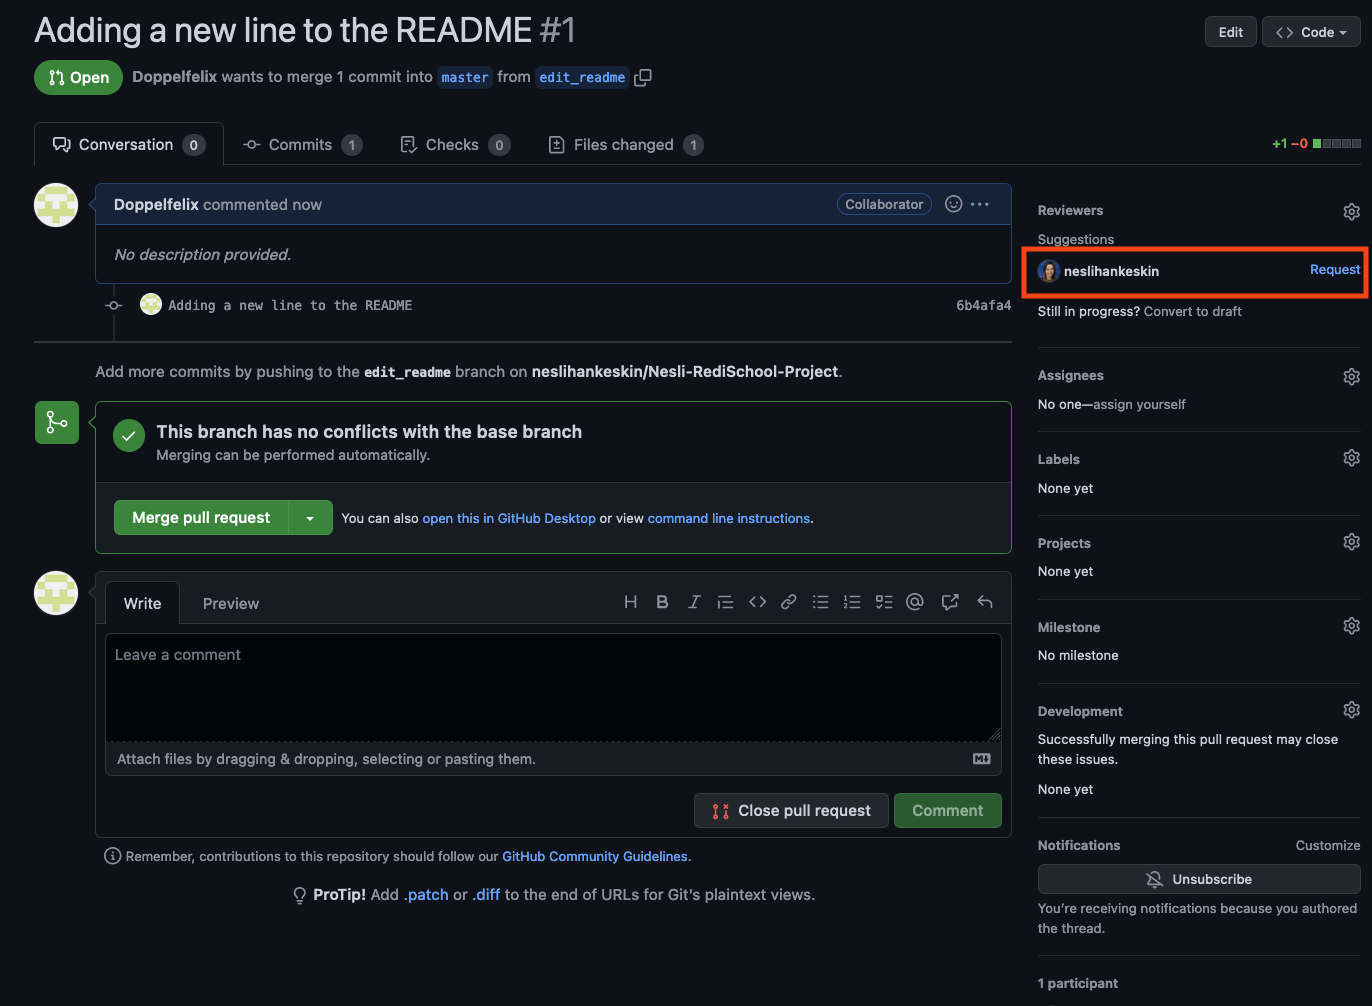 Adding a new line to the README #1
Edit
Code
Open
Doppelfelix wants to merge 1 commit into master from edit_readme
Conversation 0
Commits 1
Checks 0
Files changed 1
+1 −0
Doppelfelix commented now
Collaborator
No description provided.
Adding a new line to the README
6b4afa4
Add more commits by pushing to the edit_readme branch on neslihankeskin/Nesli-RediSchool-Project.
This branch has no conflicts with the base branch
Merging can be performed automatically.
Merge pull request
You can also open this in GitHub Desktop or view command line instructions.
Write
Preview
H B I
Leave a comment
Attach files by dragging & dropping, selecting or pasting them.
Close pull request
Comment
Remember, contributions to this repository should follow our GitHub Community Guidelines.
ProTip! Add .patch or .diff to the end of URLs for Git's plaintext views.
Reviewers
Suggestions
neslihankeskin
Request
Still in progress? Convert to draft
Assignees
No one—assign yourself
Labels
None yet
Projects
None yet
Milestone
No milestone
Development
Successfully merging this pull request may close
these issues.
None yet
Notifications
Customize
Unsubscribe
You're receiving notifications because you authored
the thread.
1 participant